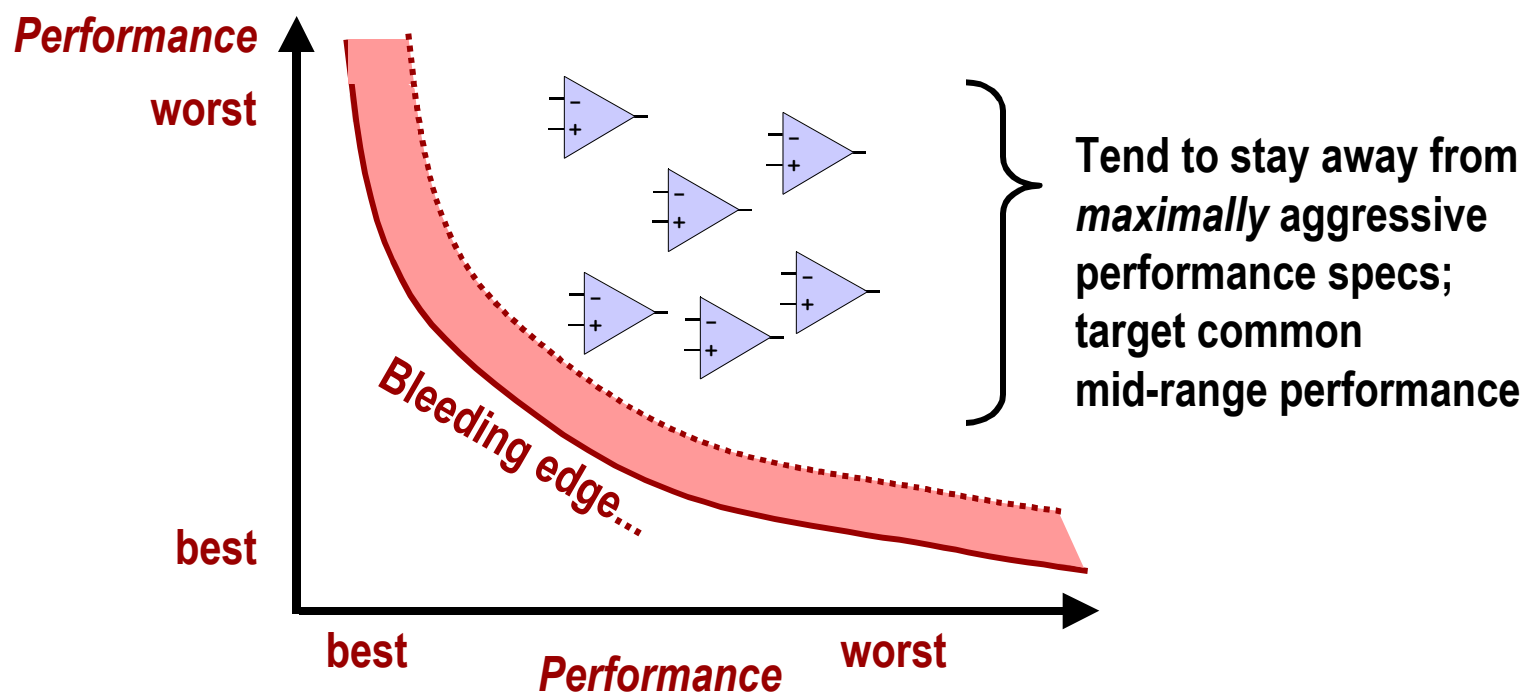 Performance
worst
best
best
Performance
worst
Bleeding edge...
Tend to stay away from
maximally aggressive
performance specs;
target common
mid-range performance
-
+
-
+
-
+
-
+
-
+
-
+